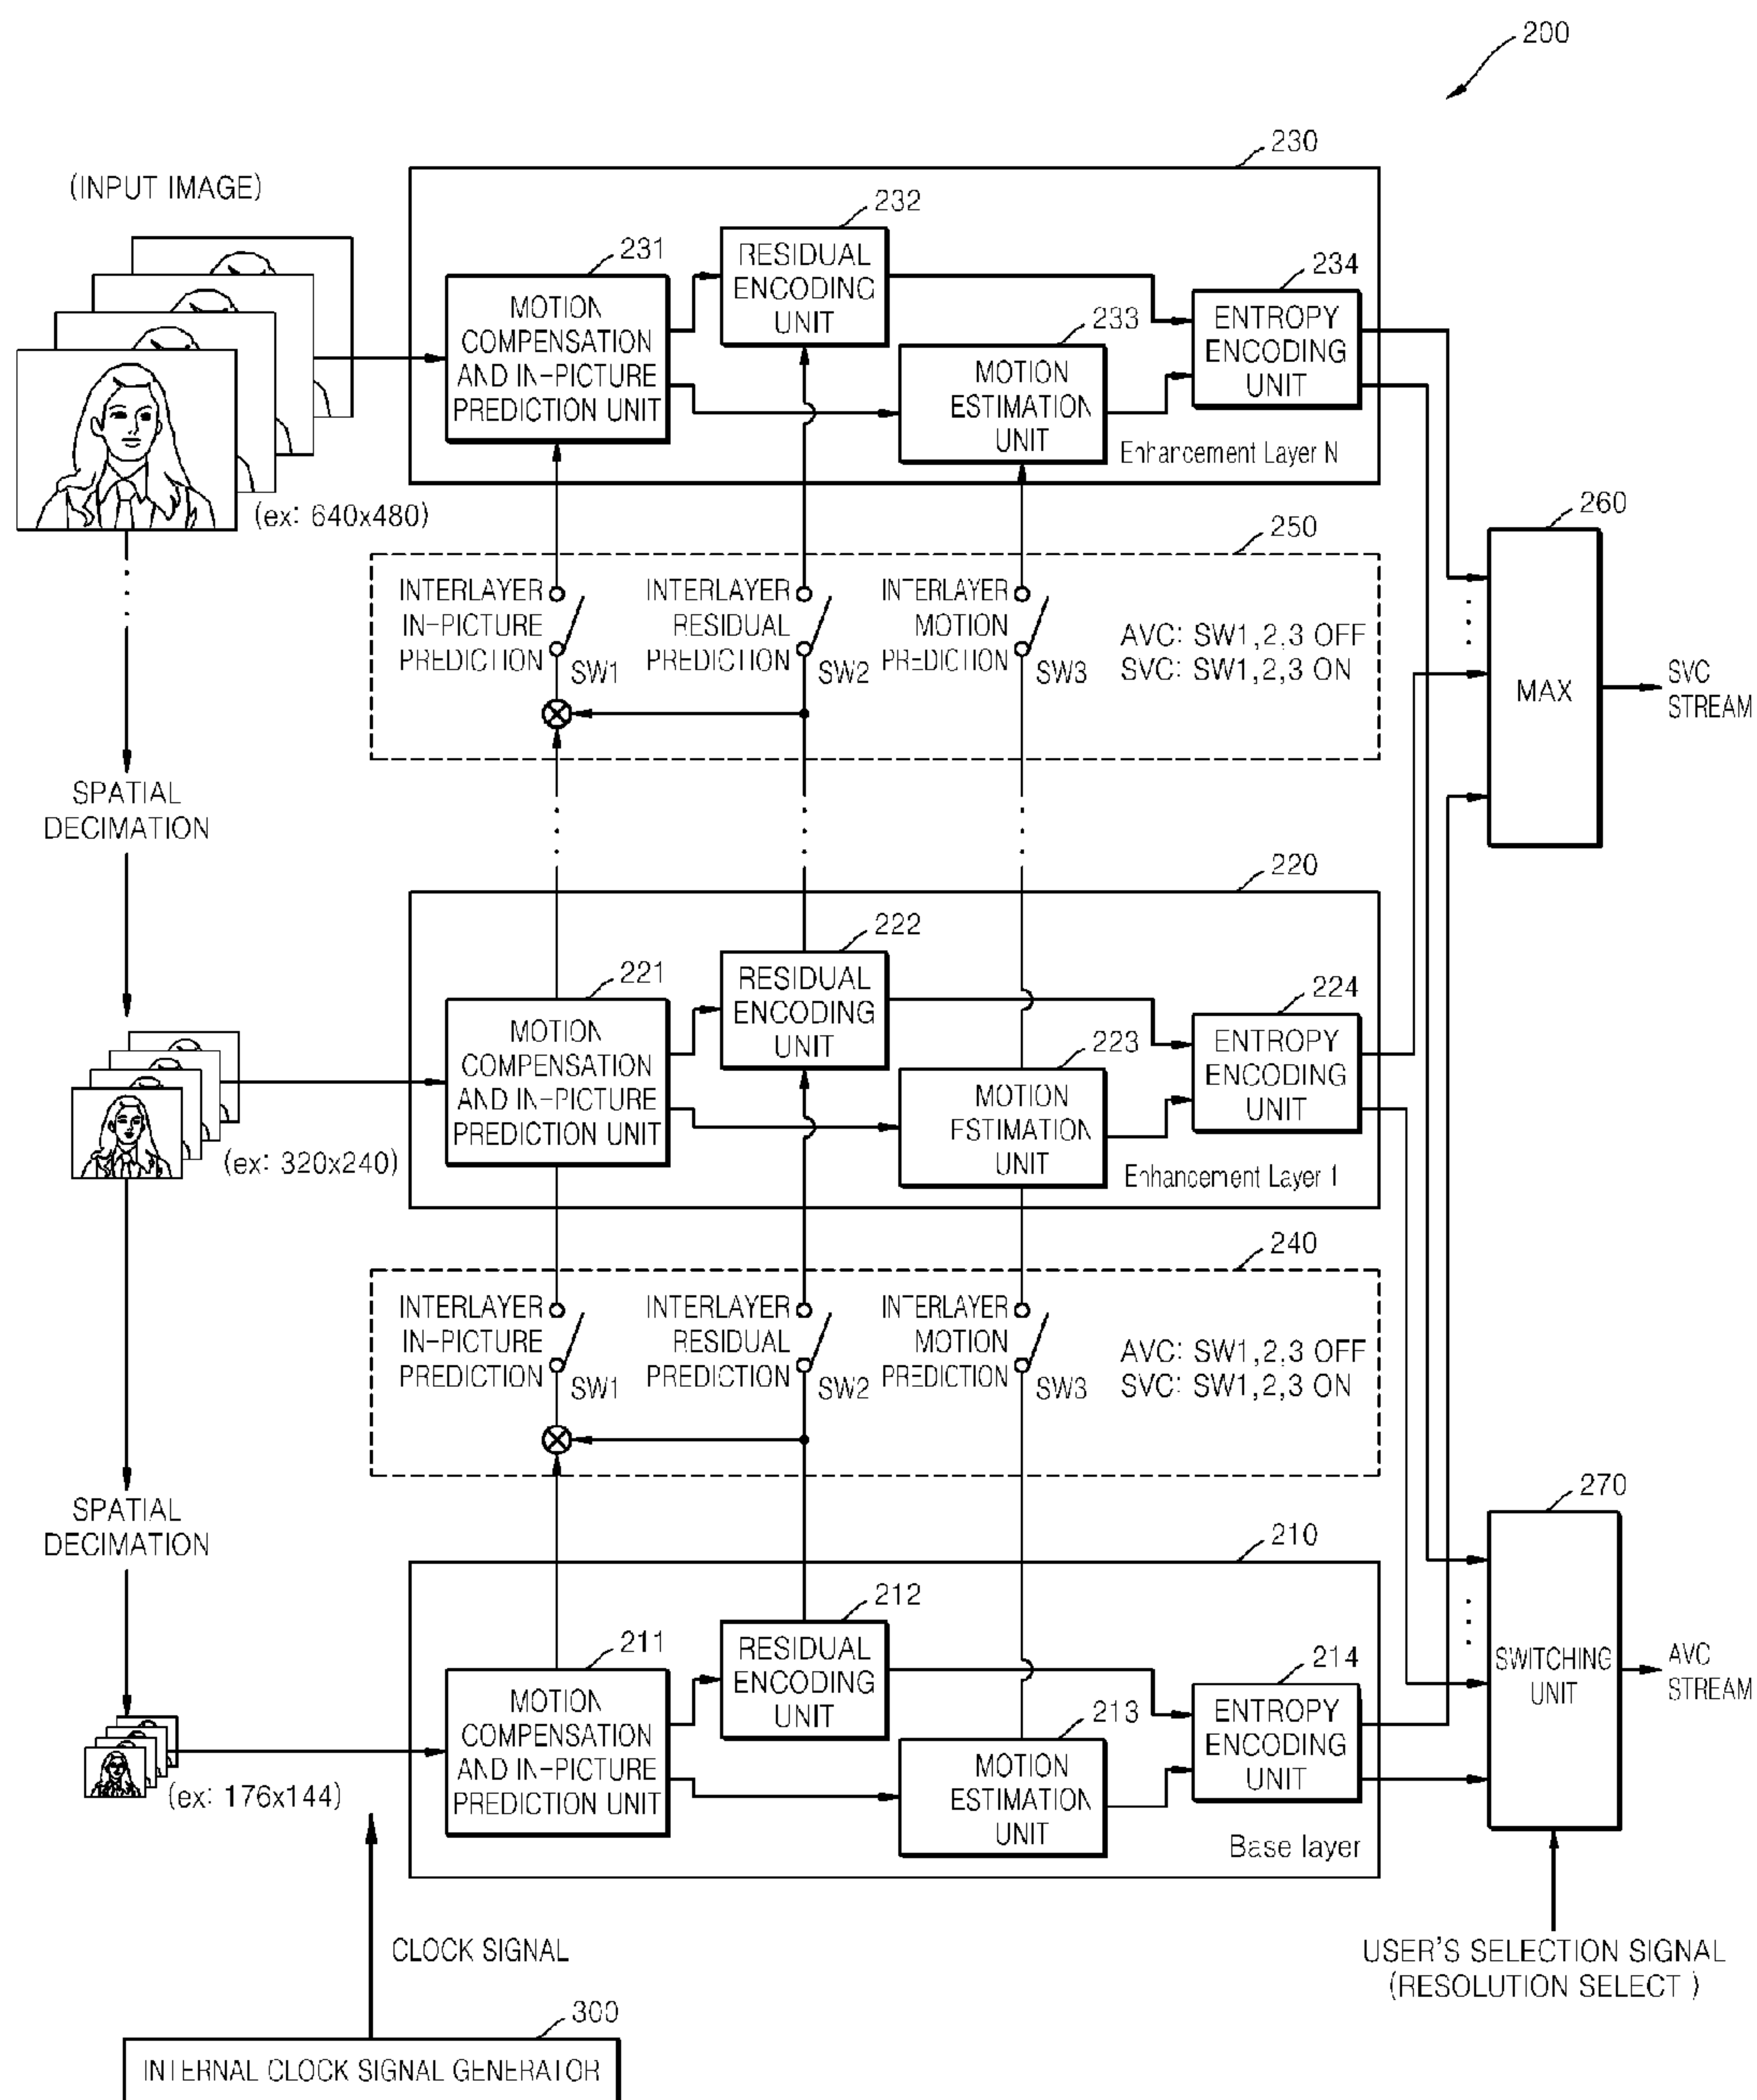 200
230
(INPUT IMAGE)
232
231
RESIDUAL
ENCODING
UNIT
234
MOTION
COMPENSATION
AND IN-PICTURE
PREDICTION UNIT
233
ENTROPY
ENCODING
UNIT
MOTION
ESTIMATION
UNIT
Enhancement Layer N
(ex: 640x480)
260
250
INTERLAYER
IN-PICTURE
PREDICTION
SW1
INTERLAYER
RESIDUAL
PREDICTION
SW2
INTERLAYER
MOTION
PREDICTION
SW3
AVC: SW1,2,3 OFF
SVC: SW1,2,3 ON
MAX
SVC
STREAM
SPATIAL
DECIMATION
220
222
221
RESIDUAL
ENCODING
UNIT
224
MOTION
COMPENSATION
AND IN-PICTURE
PREDICTION UNIT
223
ENTROPY
ENCODING
UNIT
MOTION
ESTIMATION
UNIT
Enhancement Layer 1
(ex: 320x240)
240
INTERLAYER
IN-PICTURE
PREDICTION
SW1
INTERLAYER
RESIDUAL
PREDICTION
SW2
INTERLAYER
MOTION
PREDICTION
SW3
AVC: SW1,2,3 OFF
SVC: SW1,2,3 ON
SPATIAL
DECIMATION
270
210
212
211
RESIDUAL
ENCODING
UNIT
214
MOTION
COMPENSATION
AND IN-PICTURE
PREDICTION UNIT
213
ENTROPY
ENCODING
UNIT
MOTION
ESTIMATION
UNIT
SWITCHING
UNIT
AVC
STREAM
(ex: 176x144)
Base layer
CLOCK SIGNAL
USER'S SELECTION SIGNAL
(RESOLUTION SELECT )
300
INTERNAL CLOCK SIGNAL GENERATOR